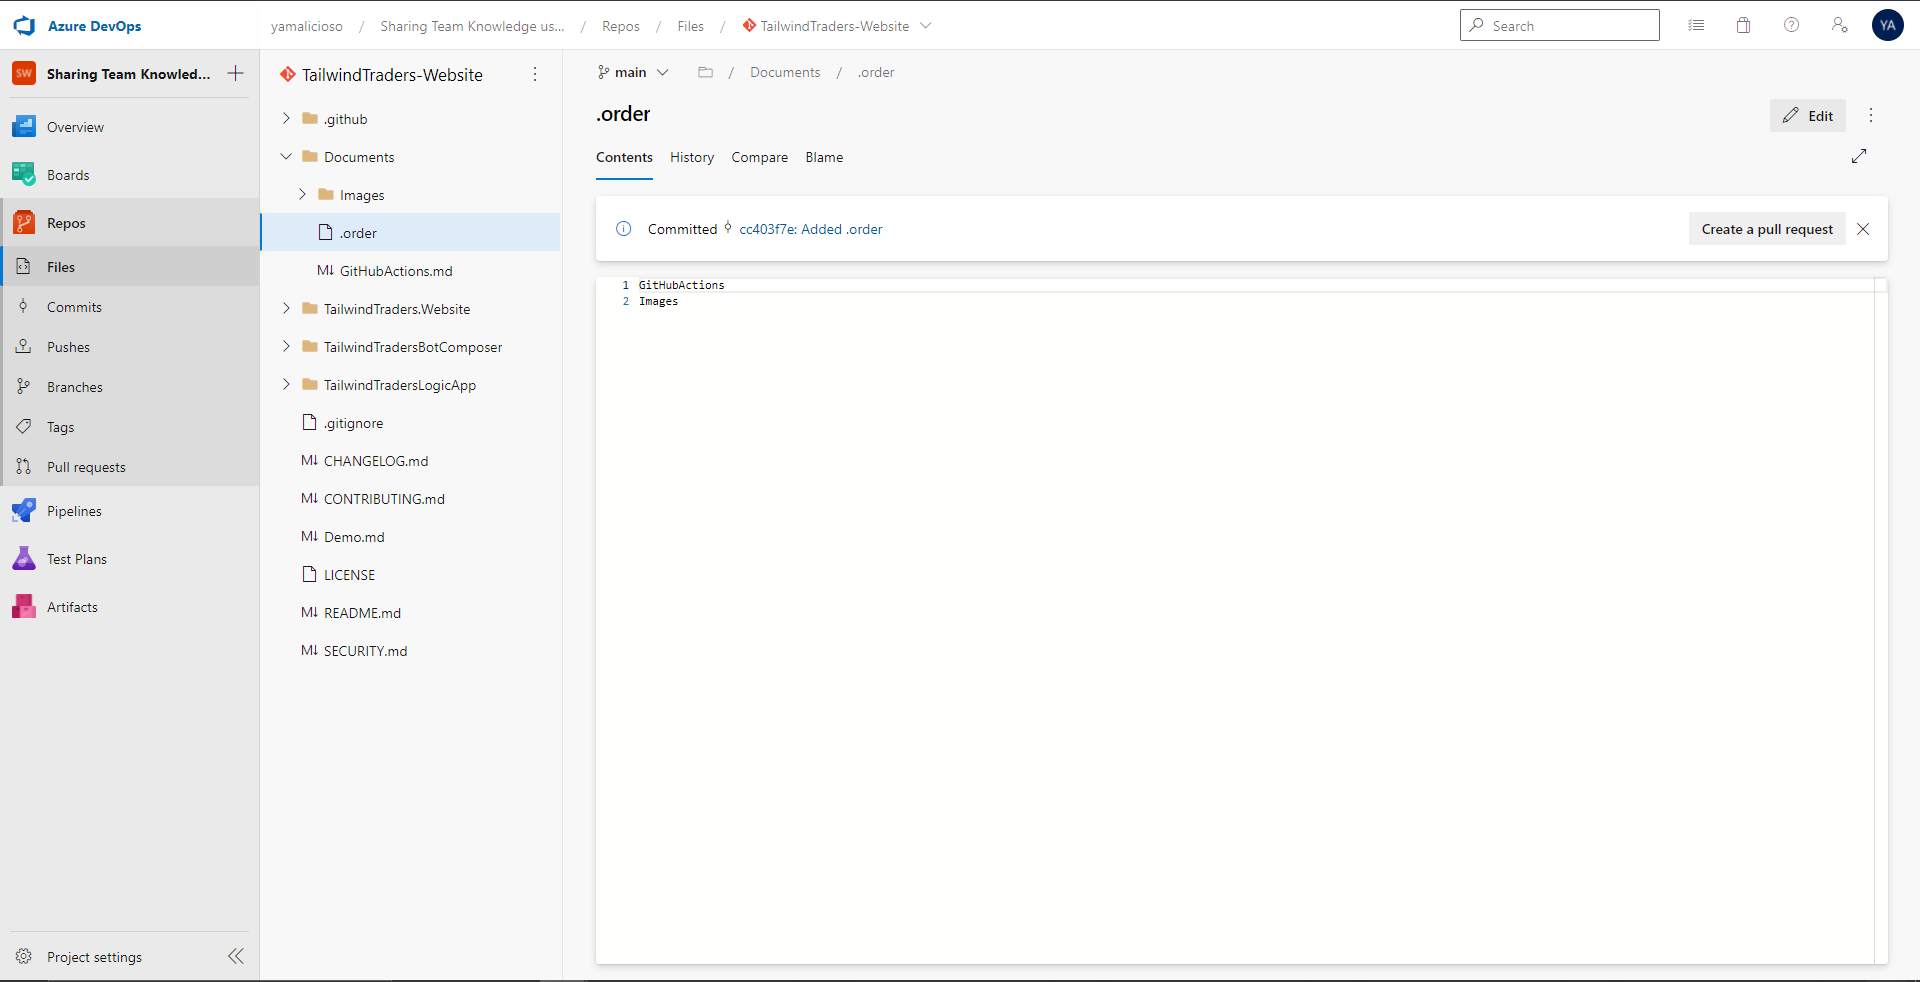 Azure DevOps
yamalicioso / Sharing Team Knowledge us... / Repos / Files / TailwindTraders-Website
Search
YA
SW Sharing Team Knowled...
Overview
Boards
Repos
Files
Commits
Pushes
Branches
Tags
Pull requests
Pipelines
Test Plans
Artifacts
Project settings
TailwindTraders-Website
.github
Documents
Images
.order
GitHubActions.md
TailwindTraders.Website
TailwindTradersBotComposer
TailwindTradersLogicApp
.gitignore
CHANGELOG.md
CONTRIBUTING.md
Demo.md
LICENSE
README.md
SECURITY.md
main / Documents / .order
.order
Edit
Contents History Compare Blame
Committed cc403f7e: Added .order
Create a pull request
1 GitHubActions
2 Images